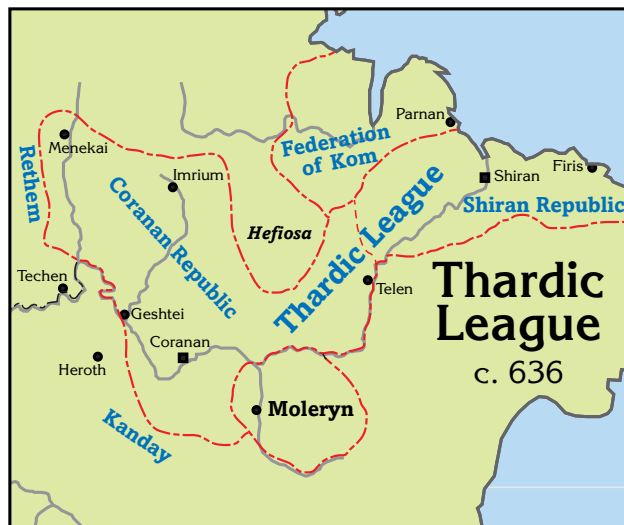 Parnan
Menekai
Federation
of Kom
Rethem
Imrium
Shiran
Firis
Shiran Republic
Coranan Republic
Hefiosa
Thardic League
Techen
Telen
Thardic
League
c. 636
Geshtei
Coranan
Heroth
Moleryn
Kanday